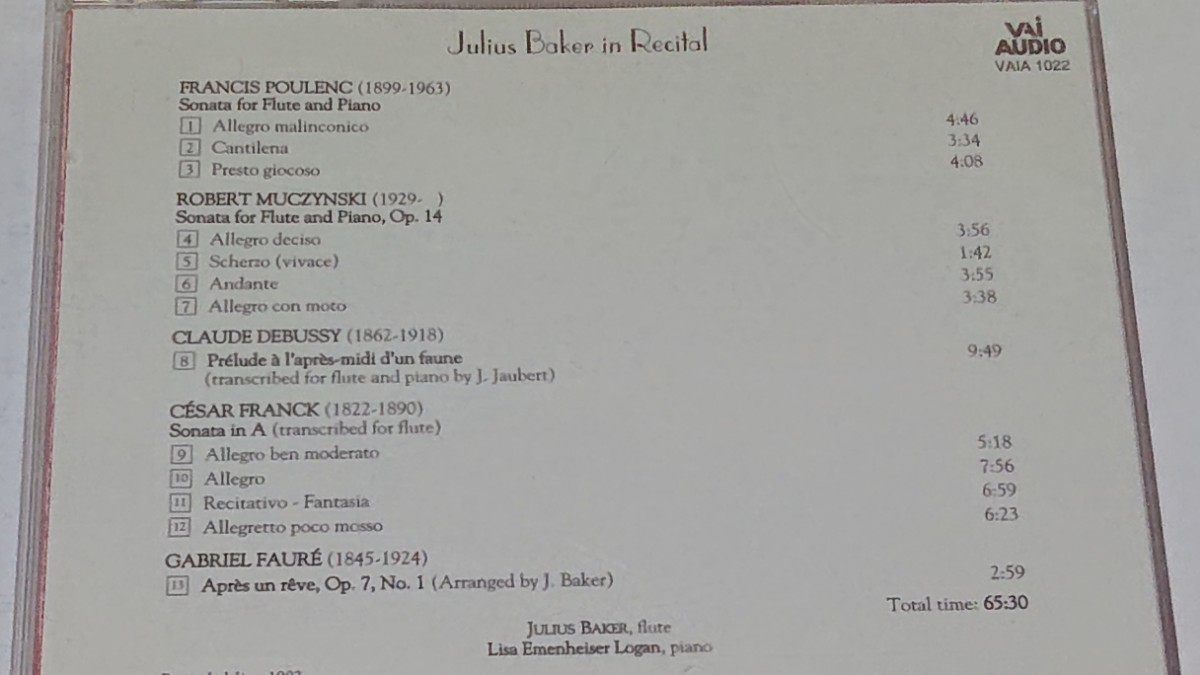 Julius Baker in Recital
VAI
AUDIO
VAIA 1022
FRANCIS POULENC (1899-1963)
Sonata for Flute and Piano
1 Allegro malinconico 4:46
2 Cantilena 3:34
3 Presto giocoso 4:08
ROBERT MUCZYNSKI (1929- )
Sonata for Flute and Piano, Op. 14
4 Allegro deciso 3:56
5 Scherzo (vivace) 1:42
6 Andante 3:55
7 Allegro con moto 3:38
CLAUDE DEBUSSY (1862-1918)
8 Prélude à l'après-midi d'un faune 9:49
(transcribed for flute and piano by J. Jaubert)
CÉSAR FRANCK (1822-1890)
Sonata in A (transcribed for flute)
9 Allegro ben moderato 5:18
10 Allegro 7:56
11 Recitativo - Fantasia 6:59
12 Allegretto poco mosso 6:23
GABRIEL FAURÉ (1845-1924)
13 Après un rêve, Op. 7, No. 1 (Arranged by J. Baker) 2:59
Total time: 65:30
JULIUS BAKER, flute
Lisa Emenheiser Logan, piano